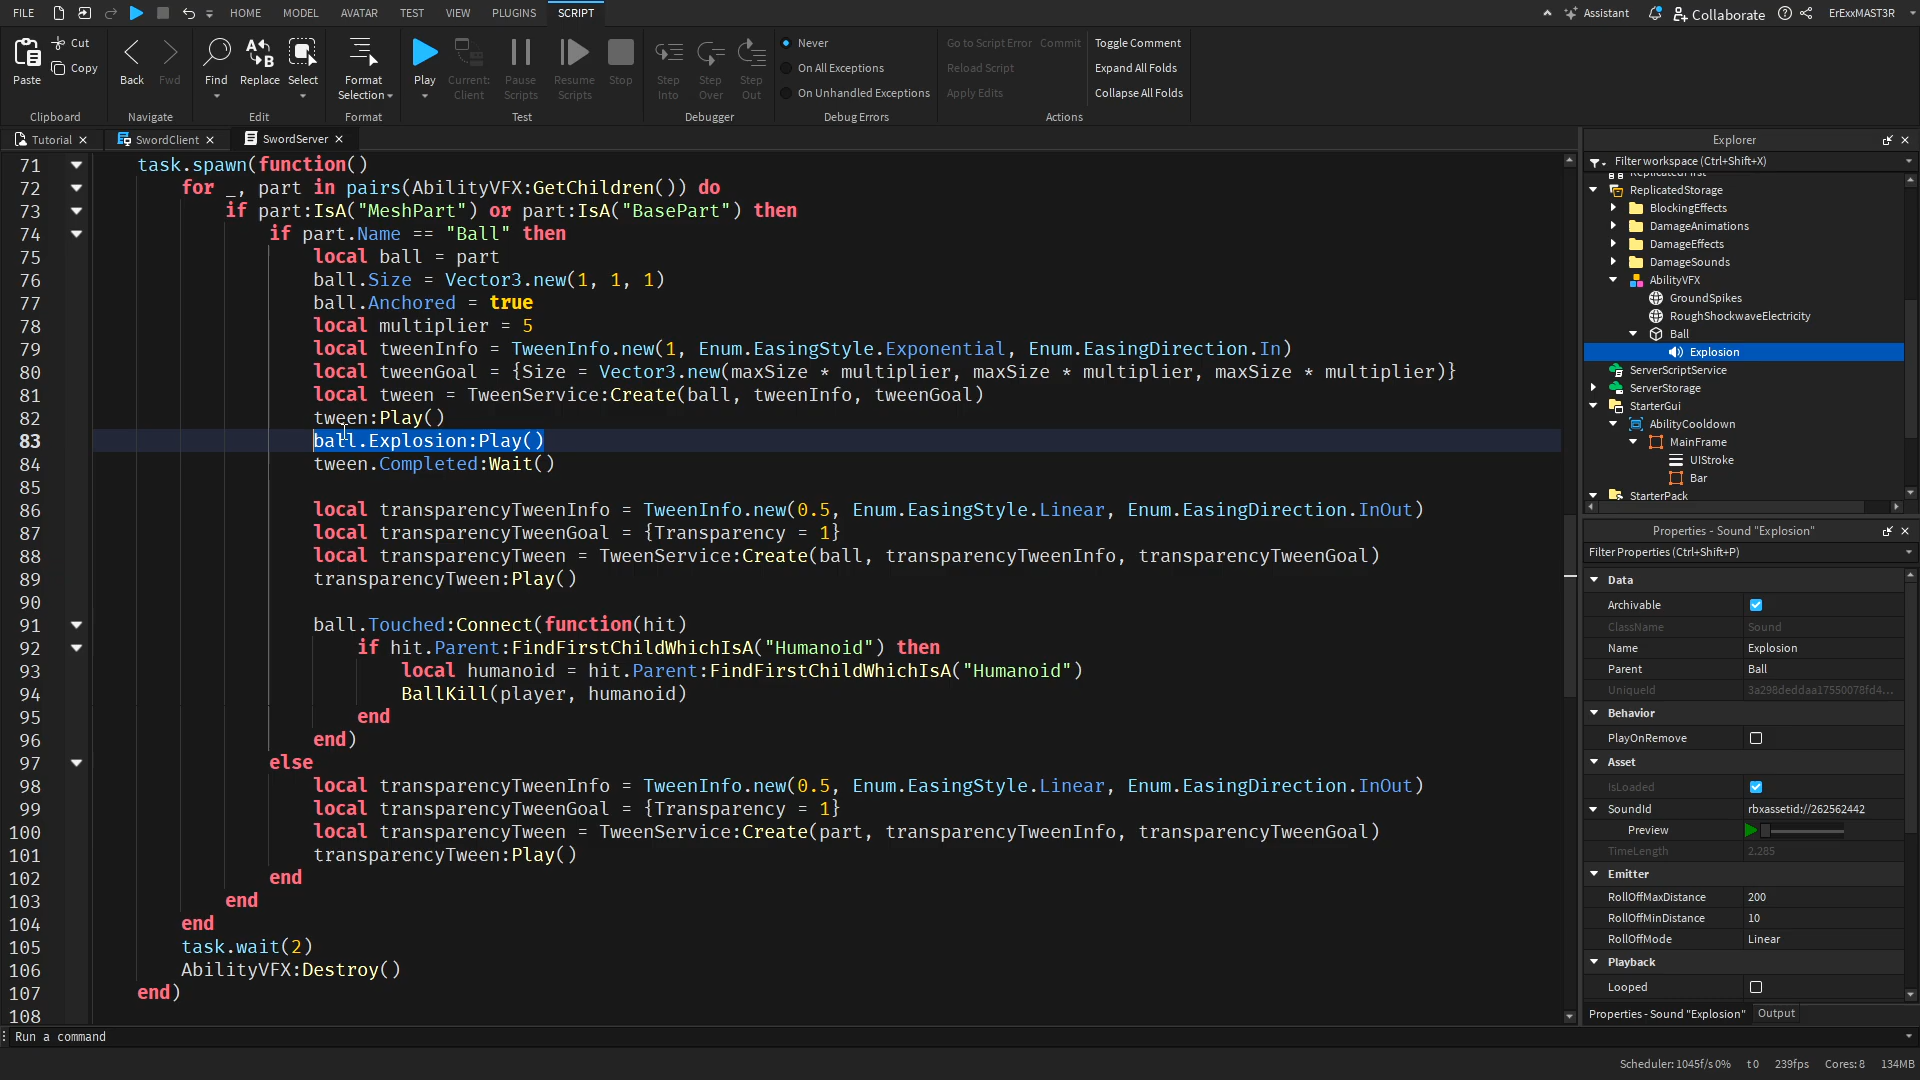 FILE HOME MODEL AVATAR TEST VIEW PLUGINS SCRIPT Assistant Collaborate ErExxMAST3R
Paste Cut Copy Back Fwd Find Replace Select Format Selection Play Current: Client Pause Scripts Resume Scripts Stop Step Into Step Over Step Out
Never
On All Exceptions
On Unhandled Exceptions
Go to Script Error Commit
Reload Script
Apply Edits
Toggle Comment
Expand All Folds
Collapse All Folds
Clipboard Navigate Edit Format Test Debugger Debug Errors Actions
Tutorial SwordClient SwordServer
71 task.spawn(function()
72 for _, part in pairs(AbilityVFX:GetChildren()) do
73 if part:IsA("MeshPart") or part:IsA("BasePart") then
74 if part.Name == "Ball" then
75 local ball = part
76 ball.Size = Vector3.new(1, 1, 1)
77 ball.Anchored = true
78 local multiplier = 5
79 local tweenInfo = TweenInfo.new(1, Enum.EasingStyle.Exponential, Enum.EasingDirection.In)
80 local tweenGoal = {Size = Vector3.new(maxSize * multiplier, maxSize * multiplier, maxSize * multiplier)}
81 local tween = TweenService:Create(ball, tweenInfo, tweenGoal)
82 tween:Play()
83 ball.Explosion:Play()
84 tween.Completed:Wait()
85
86 local transparencyTweenInfo = TweenInfo.new(0.5, Enum.EasingStyle.Linear, Enum.EasingDirection.InOut)
87 local transparencyTweenGoal = {Transparency = 1}
88 local transparencyTween = TweenService:Create(ball, transparencyTweenInfo, transparencyTweenGoal)
89 transparencyTween:Play()
90
91 ball.Touched:Connect(function(hit)
92 if hit.Parent:FindFirstChildWhichIsA("Humanoid") then
93 local humanoid = hit.Parent:FindFirstChildWhichIsA("Humanoid")
94 BallKill(player, humanoid)
95 end
96 end)
97 else
98 local transparencyTweenInfo = TweenInfo.new(0.5, Enum.EasingStyle.Linear, Enum.EasingDirection.InOut)
99 local transparencyTweenGoal = {Transparency = 1}
100 local transparencyTween = TweenService:Create(part, transparencyTweenInfo, transparencyTweenGoal)
101 transparencyTween:Play()
102 end
103 end
104 end
105 task.wait(2)
106 AbilityVFX:Destroy()
107 end)
108
Explorer
Filter workspace (Ctrl+Shift+X)
ReplicatedFirst
ReplicatedStorage
BlockingEffects
DamageAnimations
DamageEffects
DamageSounds
AbilityVFX
GroundSpikes
RoughShockwaveElectricity
Ball
Explosion
ServerScriptService
ServerStorage
StarterGui
AbilityCooldown
MainFrame
UIStroke
Bar
StarterPack
Properties - Sound "Explosion"
Filter Properties (Ctrl+Shift+P)
Data
Archivable
ClassName Sound
Name Explosion
Parent Ball
UniqueId 3a298deddaa17550078fd4...
Behavior
PlayOnRemove
Asset
IsLoaded
SoundId rbxassetid://262562442
Preview
TimeLength 2.285
Emitter
RollOffMaxDistance 200
RollOffMinDistance 10
RollOffMode Linear
Playback
Looped
Properties - Sound "Explosion" Output
Run a command
Scheduler: 1045f/s 0% t 0 239fps Cores: 8 134MB